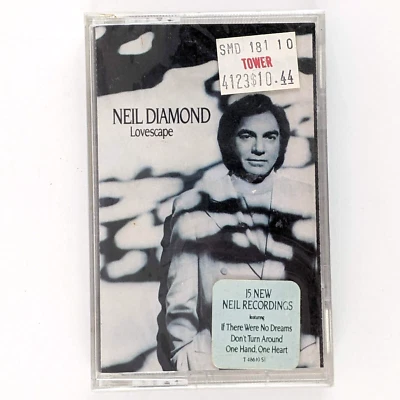 SMD 181 10
TOWER
4123$10.44
NEIL DIAMOND
Lovescape
15 NEW
NEIL RECORDINGS
featuring
If There Were No Dreams
Don't Turn Around
One Hand, One Heart